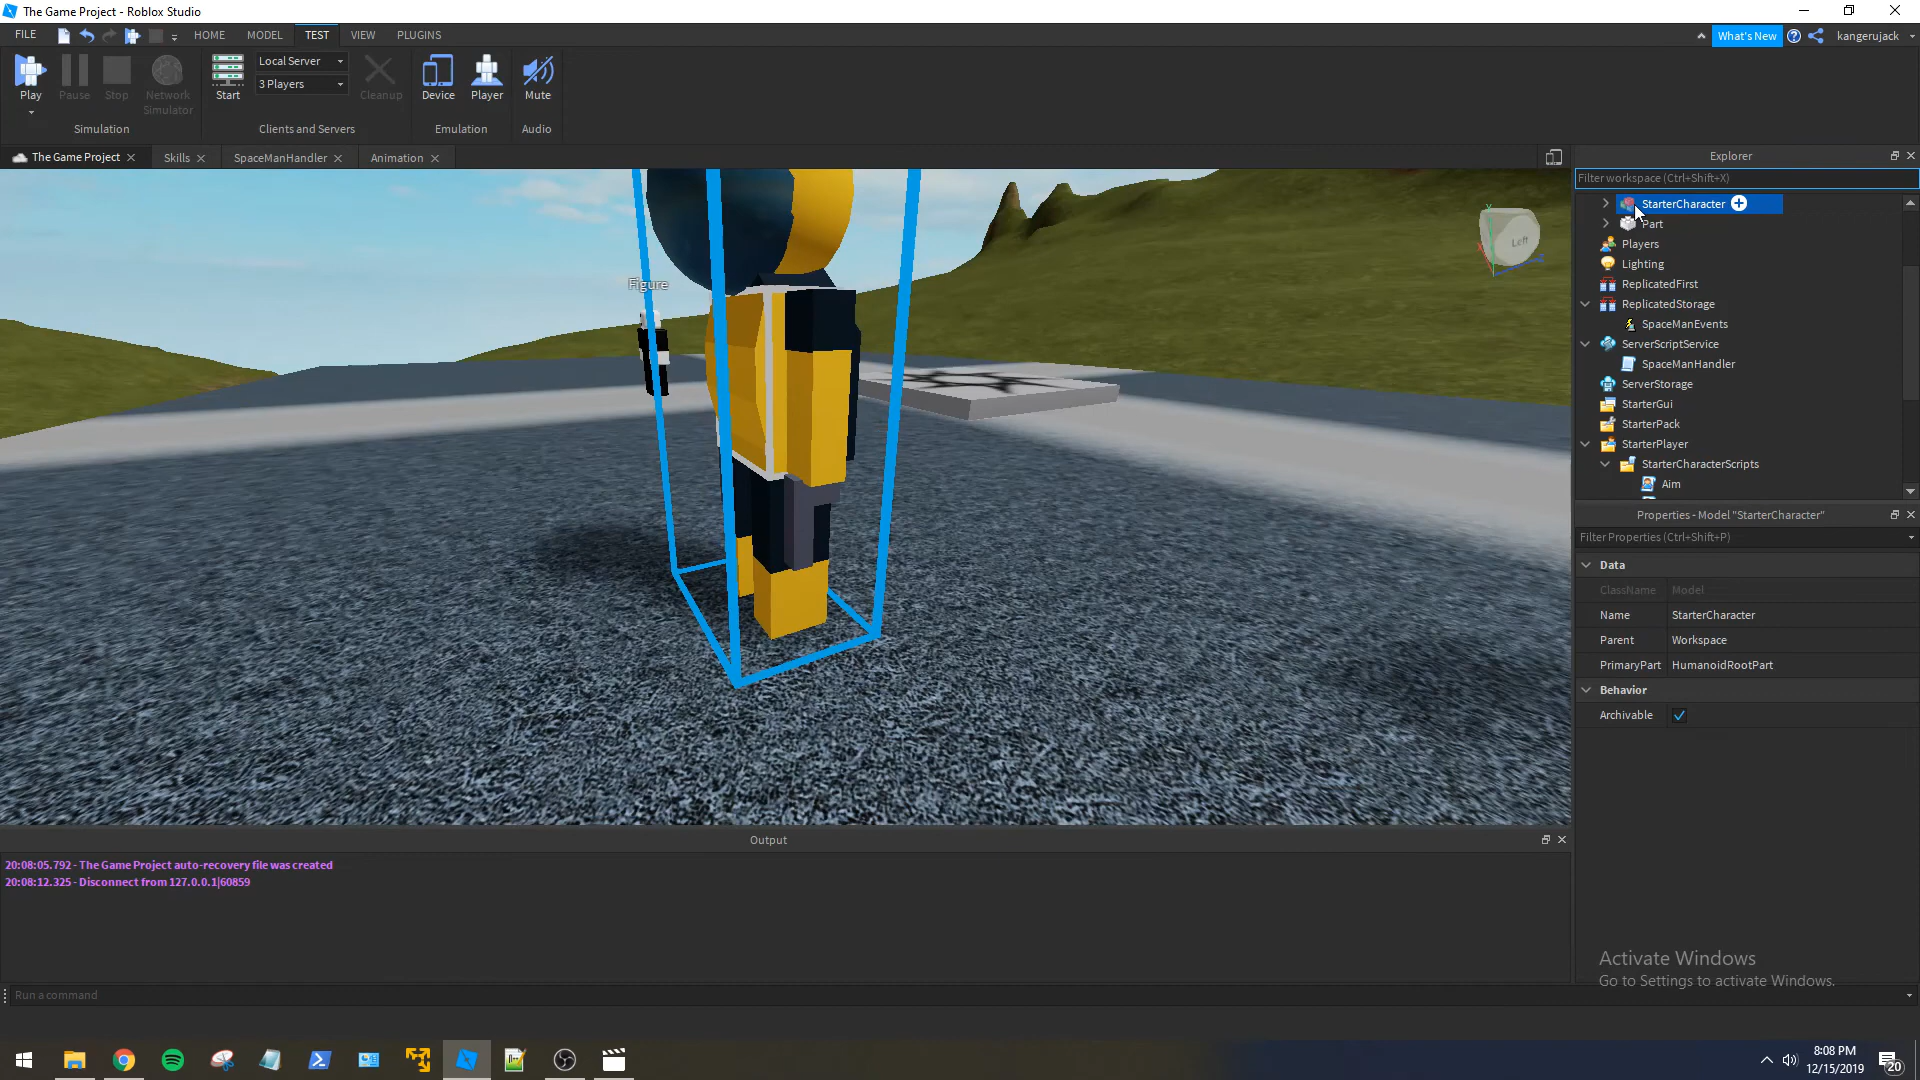 The Game Project - Roblox Studio
FILE HOME MODEL TEST VIEW PLUGINS What's New kangerujack
Play Pause Stop Network Simulator
Simulation
Start Local Server 3 Players Cleanup
Clients and Servers
Device Player
Emulation
Mute
Audio
The Game Project Skills SpaceManHandler Animation
Figure
Left
Explorer
Filter workspace (Ctrl+Shift+X)
StarterCharacter
Part
Players
Lighting
ReplicatedFirst
ReplicatedStorage
SpaceManEvents
ServerScriptService
SpaceManHandler
ServerStorage
StarterGui
StarterPack
StarterPlayer
StarterCharacterScripts
Aim
Properties - Model "StarterCharacter"
Filter Properties (Ctrl+Shift+P)
Data
ClassName Model
Name StarterCharacter
Parent Workspace
PrimaryPart HumanoidRootPart
Behavior
Archivable
Output
20:08:05.792 - The Game Project auto-recovery file was created
20:08:12.325 - Disconnect from 127.0.0.1|60859
Activate Windows
Go to Settings to activate Windows.
Run a command
8:08 PM
12/15/2019
20